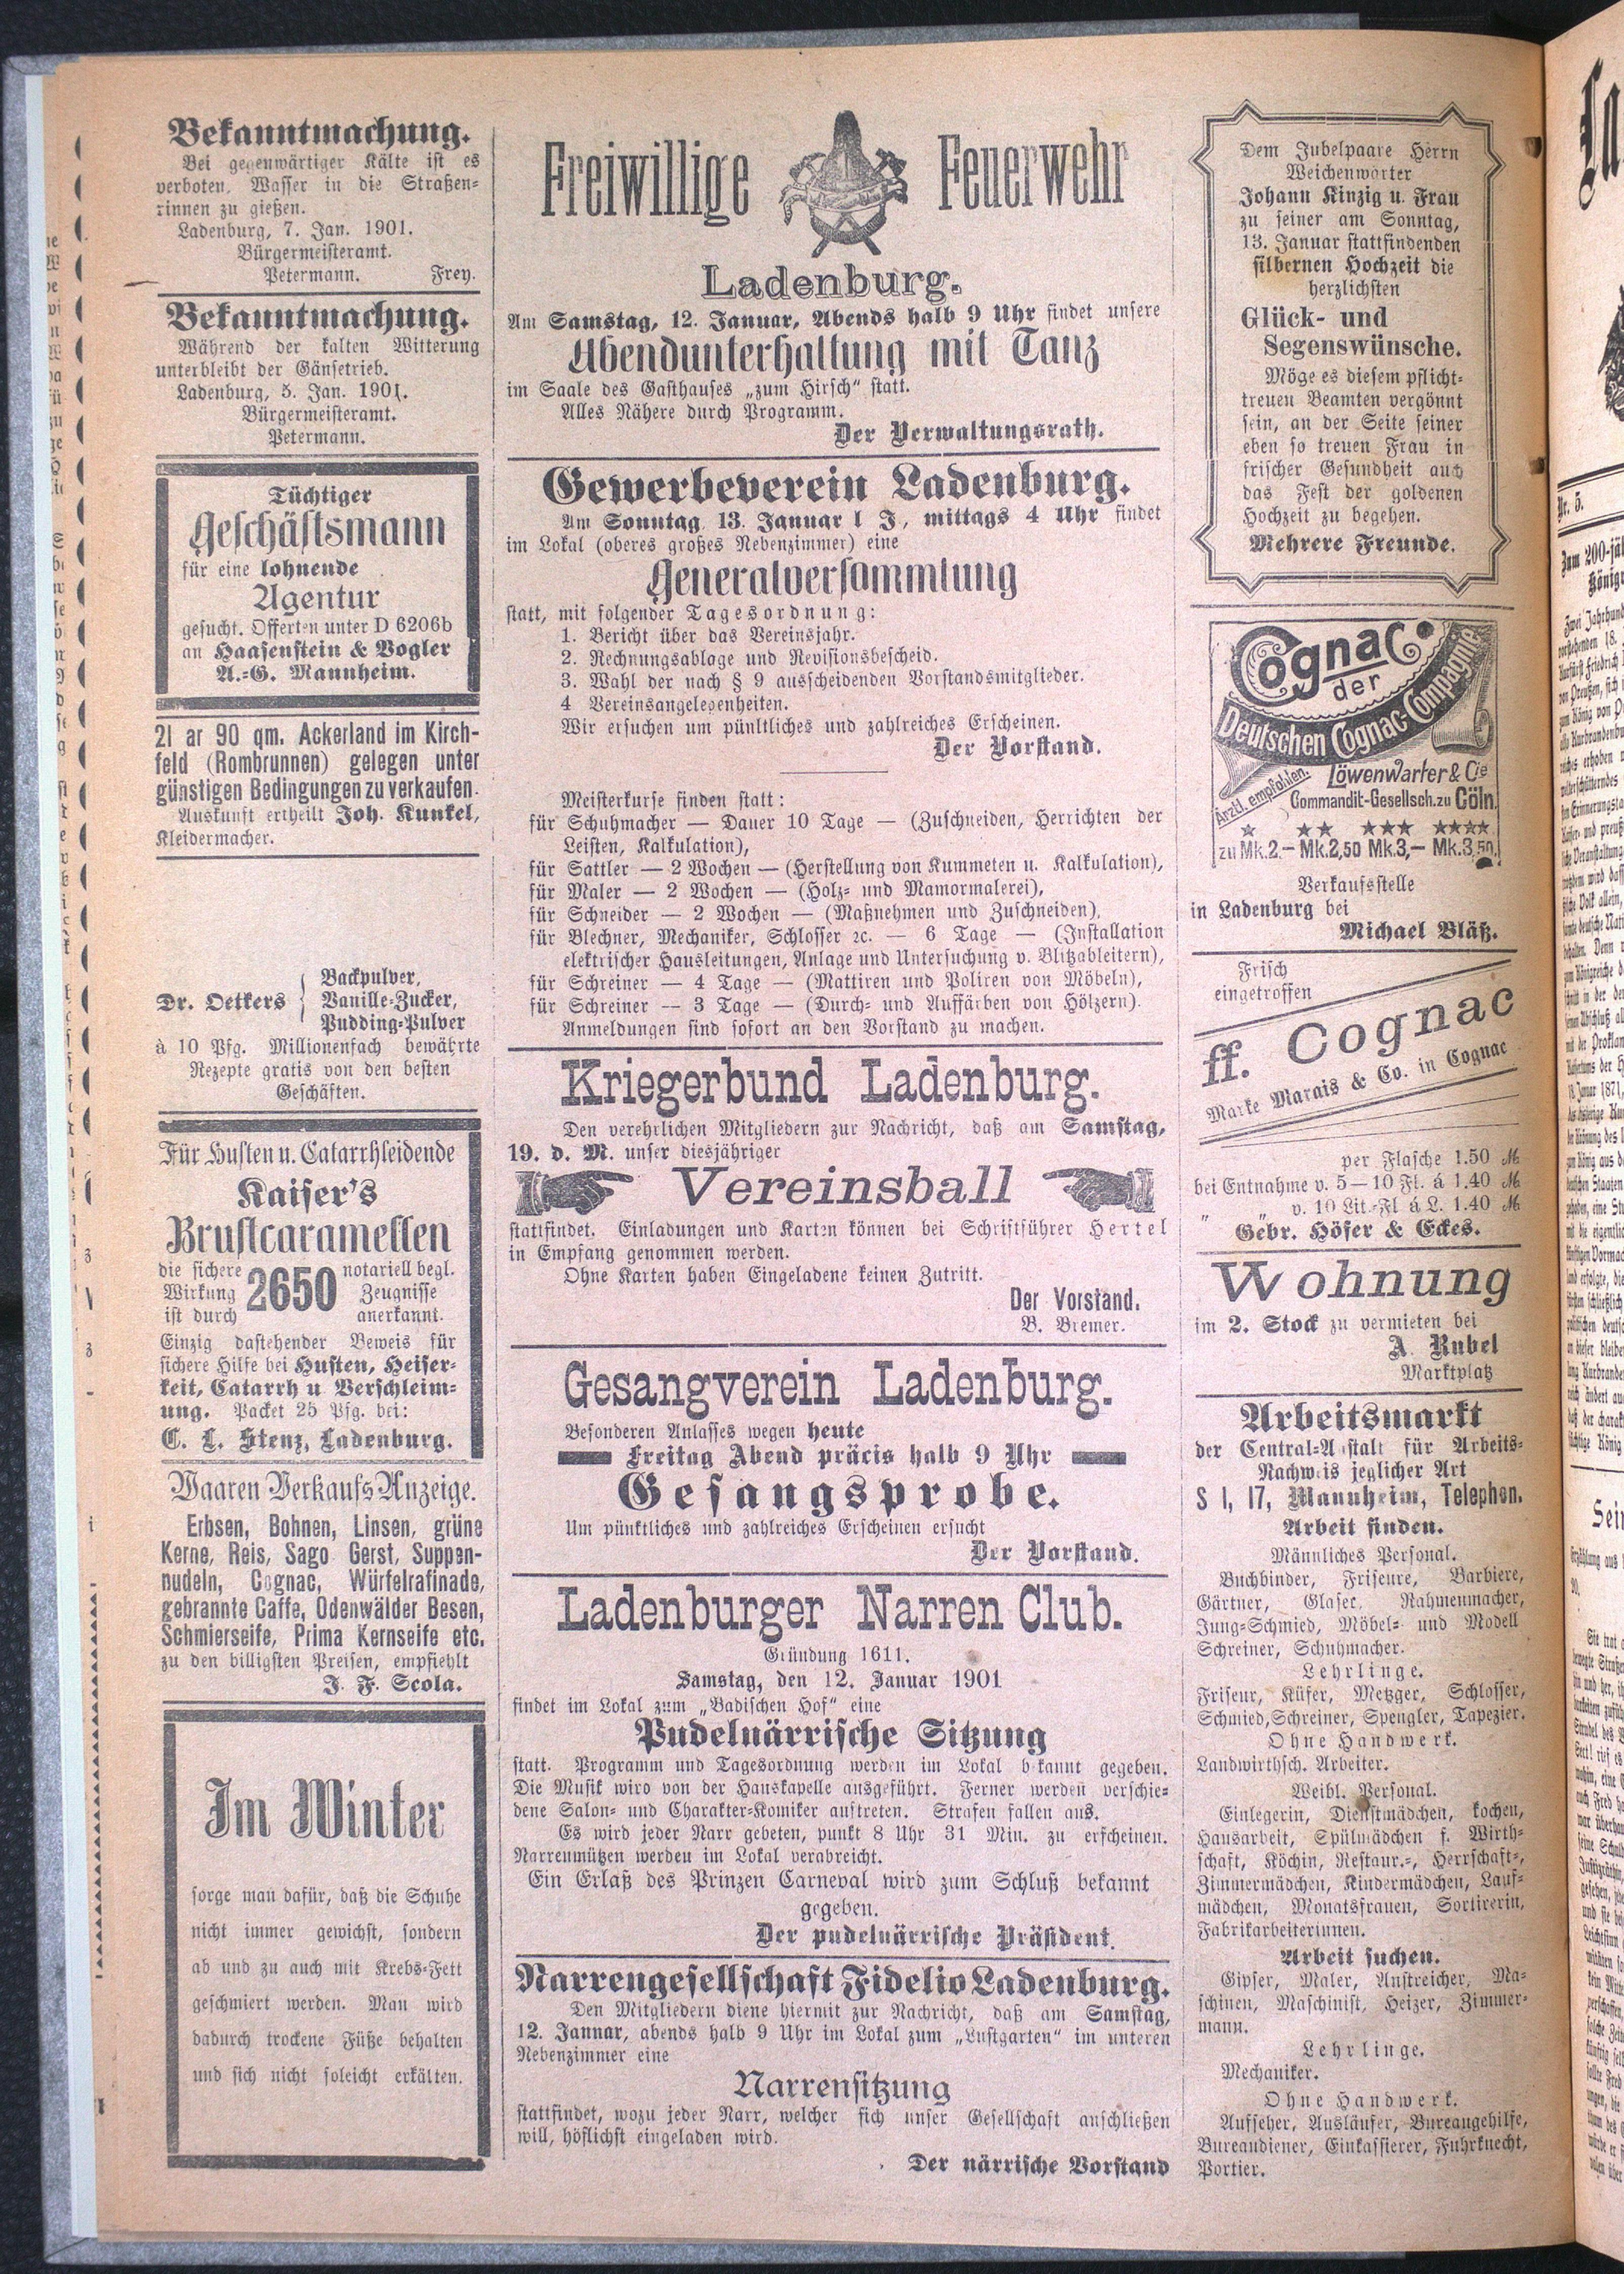 Bekanntmachung.
Bei gegenwärtiger Kälte ist es
verboten, Wasser in die Straßen-
rinnen zu gießen.
Ladenburg, 7. Jan. 1901.
Bürgermeisteramt.
Petermann. Frey.
Bekanntmachung.
Während der kalten Witterung
unterbleibt der Gänsetrieb.
Ladenburg, 5. Jan. 1901.
Bürgermeisteramt.
Petermann.
Tüchtiger
Geschäftsmann
für eine lohnende
Agentur
gesucht. Offerten unter D 6206b
an Haasenstein & Vogler
A.-G. Mannheim.
21 ar 90 qm. Ackerland im Kirch-
feld (Rombrunnen) gelegen unter
günstigen Bedingungen zu verkaufen.
Auskunft ertheilt Joh. Kunkel,
Kleidermacher.
Dr. Oetkers
Backpulver,
Vanille-Zucker,
Pudding-Pulver
à 10 Pfg. Millionenfach bewährte
Rezepte gratis von den besten
Geschäften.
Für Husten u. Catarrhleidende
Kaiser's
Brustcaramellen
die sichere Wirkung ist durch 2650 notariell begl. Zeugnisse anerkannt.
Einzig dastehender Beweis für
sichere Hilfe bei Husten, Heiser-
keit, Catarrh u Verschleim-
ung. Packet 25 Pfg. bei:
C. L. Stenz, Ladenburg.
Waaren Verkaufs Anzeige.
Erbsen, Bohnen, Linsen, grüne
Kerne, Reis, Sago Gerst, Suppen-
nudeln, Cognac, Würfelrafinade,
gebrannte Caffe, Odenwälder Besen,
Schmierseife, Prima Kernseife etc.
zu den billigsten Preisen, empfiehlt
J. F. Scola.
Im Winter
sorge man dafür, daß die Schuhe
nicht immer gewichst, sondern
ab und zu auch mit Krebs-Fett
geschmiert werden. Man wird
dadurch trockene Füße behalten
und sich nicht soleicht erkälten.
Freiwillige Feuerwehr
Ladenburg.
Am Samstag, 12. Januar, Abends halb 9 Uhr findet unsere
Abendunterhaltung mit Tanz
im Saale des Gasthauses „zum Hirsch“ statt.
Alles Nähere durch Programm.
Der Verwaltungsrath.
Gewerbeverein Ladenburg.
Am Sonntag 13. Januar l J, mittags 4 Uhr findet
im Lokal (oberes großes Nebenzimmer) eine
Generalversammlung
statt, mit folgender Tagesordnung:
1. Bericht über das Vereinsjahr.
2. Rechnungsablage und Revisionsbescheid.
3. Wahl der nach § 9 ausscheidenden Vorstandsmitglieder.
4 Vereinsangelegenheiten.
Wir ersuchen um pünktliches und zahlreiches Erscheinen.
Der Vorstand.
Meisterkurse finden statt:
für Schuhmacher — Dauer 10 Tage — (Zuschneiden, Herrichten der
Leisten, Kalkulation),
für Sattler — 2 Wochen — (Herstellung von Kummeten u. Kalkulation),
für Maler — 2 Wochen — (Holz- und Mamormalerei),
für Schneider — 2 Wochen — (Maßnehmen und Zuschneiden),
für Blechner, Mechaniker, Schlosser ꝛc. — 6 Tage — (Installation
elektrischer Hausleitungen, Anlage und Untersuchung v. Blitzableitern),
für Schreiner — 4 Tage — (Mattiren und Poliren von Möbeln),
für Schreiner — 3 Tage — (Durch- und Auffärben von Hölzern).
Anmeldungen sind sofort an den Vorstand zu machen.
Kriegerbund Ladenburg.
Den verehrlichen Mitgliedern zur Nachricht, daß am Samstag,
19. d. M. unser diesjähriger
Vereinsball
stattfindet. Einladungen und Karten können bei Schriftführer Hertel
in Empfang genommen werden.
Ohne Karten haben Eingeladene keinen Zutritt.
Der Vorstand.
B. Bremer.
Gesangverein Ladenburg.
Besonderen Anlasses wegen heute
Freitag Abend präcis halb 9 Uhr
Gesangsprobe.
Um pünktliches und zahlreiches Erscheinen ersucht
Der Vorstand.
Ladenburger Narren Club.
Gründung 1611.
Samstag, den 12. Januar 1901
findet im Lokal zum „Badischen Hof“ eine
Pudelnärrische Sitzung
statt. Programm und Tagesordnung werden im Lokal bekannt gegeben.
Die Musik wird von der Hauskapelle ausgeführt. Ferner werden verschie-
dene Salon- und Charakter-Komiker auftreten. Strafen fallen aus.
Es wird jeder Narr gebeten, punkt 8 Uhr 31 Min. zu erscheinen.
Narrenmützen werden im Lokal verabreicht.
Ein Erlaß des Prinzen Carneval wird zum Schluß bekannt
gegeben.
Der pudelnärrische Präsident.
Narrengesellschaft Fidelio Ladenburg.
Den Mitgliedern diene hiermit zur Nachricht, daß am Samstag,
12. Januar, abends halb 9 Uhr im Lokal zum „Lustgarten“ im unteren
Nebenzimmer eine
Narrensitzung
stattfindet, wozu jeder Narr, welcher sich unser Gesellschaft anschließen
will, höflichst eingeladen wird.
Der närrische Vorstand
Dem Jubelpaare Herrn
Weichenwärter
Johann Kinzig u. Frau
zu seiner am Sonntag,
13. Januar stattfindenden
silbernen Hochzeit die
herzlichsten
Glück- und
Segenswünsche.
Möge es diesem pflicht-
treuen Beamten vergönnt
sein, an der Seite seiner
eben so treuen Frau in
frischer Gesundheit auch
das Fest der goldenen
Hochzeit zu begehen.
Mehrere Freunde.
Cognac
der
Deutschen Cognac-Compagnie
Ärztl. empfohlen.
Löwenwarter & Cie
Commandit-Gesellsch. zu Cöln.
★ ★★ ★★★ ★★★★
zu Mk. 2.– Mk. 2,50 Mk. 3,– Mk. 3,50.
Verkaufsstelle
in Ladenburg bei
Michael Bläß.
Frisch
eingetroffen
ff. Cognac
Marke Marais & Co. in Cognac
per Flasche 1.50 M
bei Entnahme v. 5—10 Fl. á 1.40 M
„ „ v. 10 Lit.-Fl á L. 1.40 M
Gebr. Höfer & Eckes.
Wohnung
im 2. Stock zu vermieten bei
A. Rubel
Marktplatz
Arbeitsmarkt
der Central-Anstalt für Arbeits-
Nachweis jeglicher Art
S 1, 17, Mannheim, Telephon.
Arbeit finden.
Männliches Personal.
Buchbinder, Friseure, Barbiere,
Gärtner, Glaser, Rahmenmacher,
Jung-Schmied, Möbel- und Modell
Schreiner, Schuhmacher.
Lehrlinge.
Friseur, Küfer, Metzger, Schlosser,
Schmied, Schreiner, Spengler, Tapezier.
Ohne Handwerk.
Landwirthsch. Arbeiter.
Weibl. Personal.
Einlegerin, Dienstmädchen, kochen,
Hausarbeit, Spülmädchen f. Wirth-
schaft, Köchin, Restaur.-, Herrschaft-,
Zimmermädchen, Kindermädchen, Lauf-
mädchen, Monatsfrauen, Sortirerin,
Fabrikarbeiterinnen.
Arbeit suchen.
Gipser, Maler, Anstreicher, Ma-
schinen, Maschinist, Heizer, Zimmer-
mann.
Lehrlinge.
Mechaniker.
Ohne Handwerk.
Aufseher, Ausläufer, Bureaugehilfe,
Bureaudiener, Einkassierer, Fuhrknecht,
Portier.